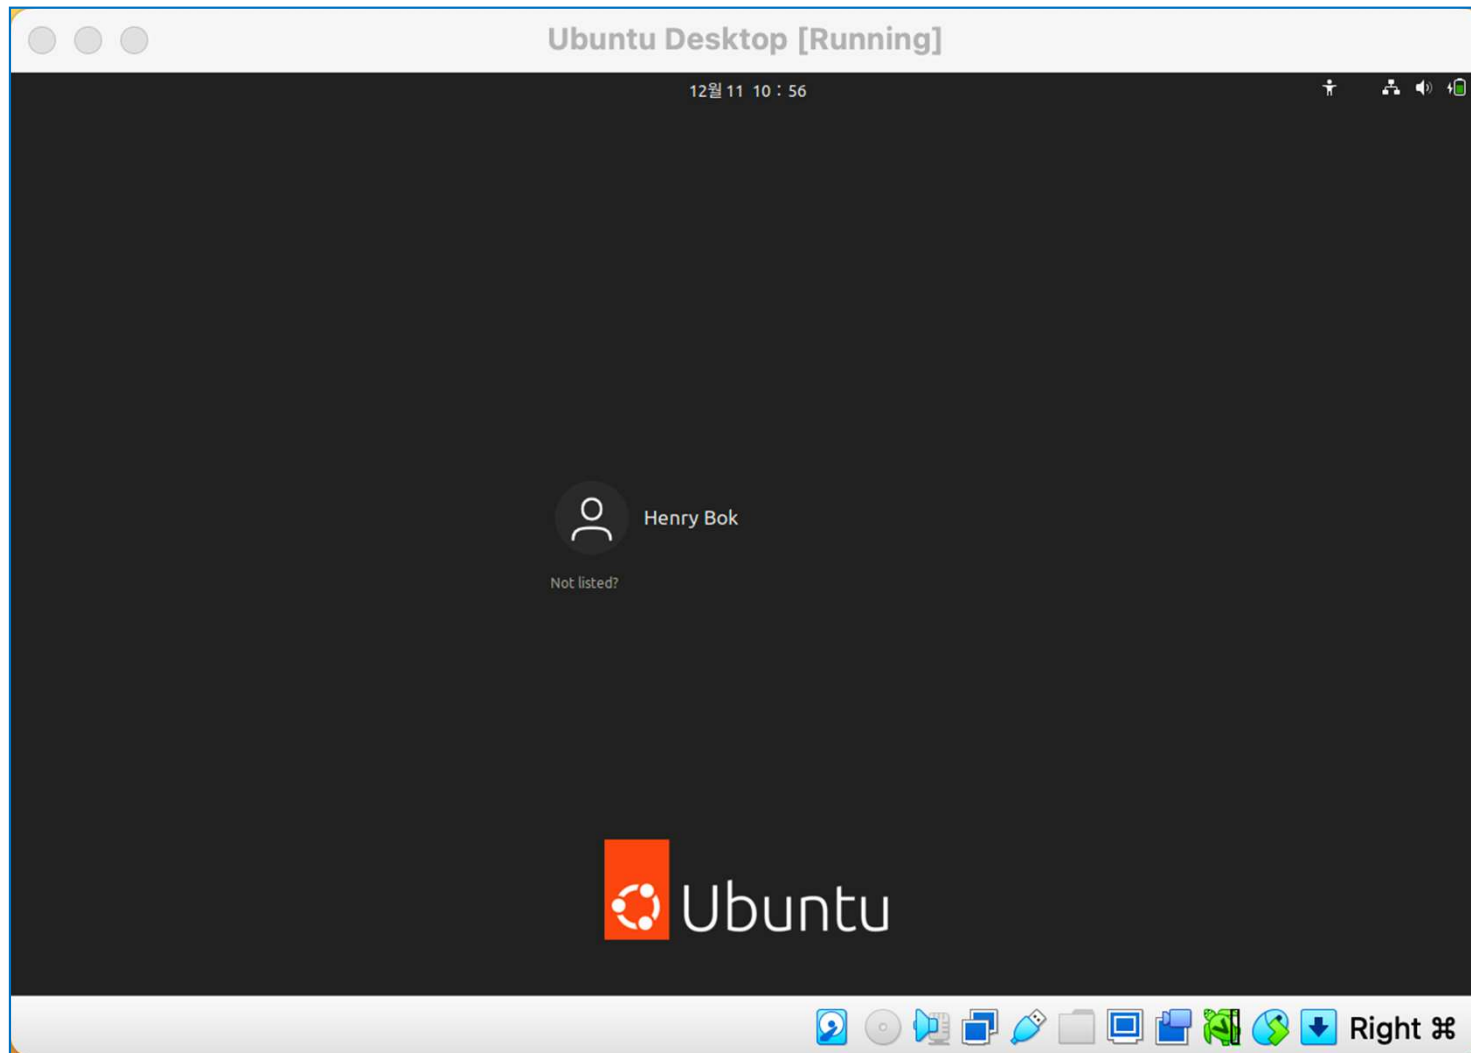 Ubuntu Desktop [Running]
12월 11 10 : 56
Henry Bok
Not listed?
Ubuntu
Right ⌘